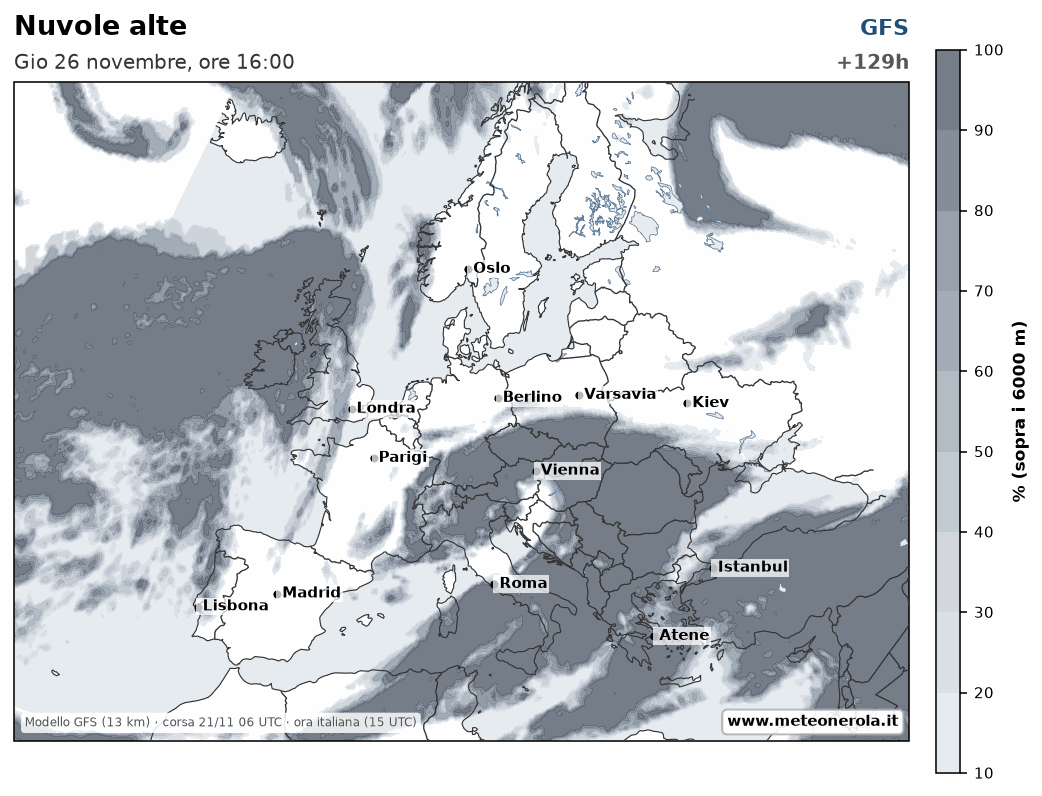 Nuvole alte
GFS
Gio 26 novembre, ore 16:00
+129h
100
90
80
70
60
50
40
30
20
10
% (sopra i 6000 m)
Oslo
Berlino
Varsavia
Kiev
Londra
Parigi
Vienna
Istanbul
Roma
Madrid
Lisbona
Atene
Modello GFS (13 km) · corsa 21/11 06 UTC · ora italiana (15 UTC)
www.meteonerola.it